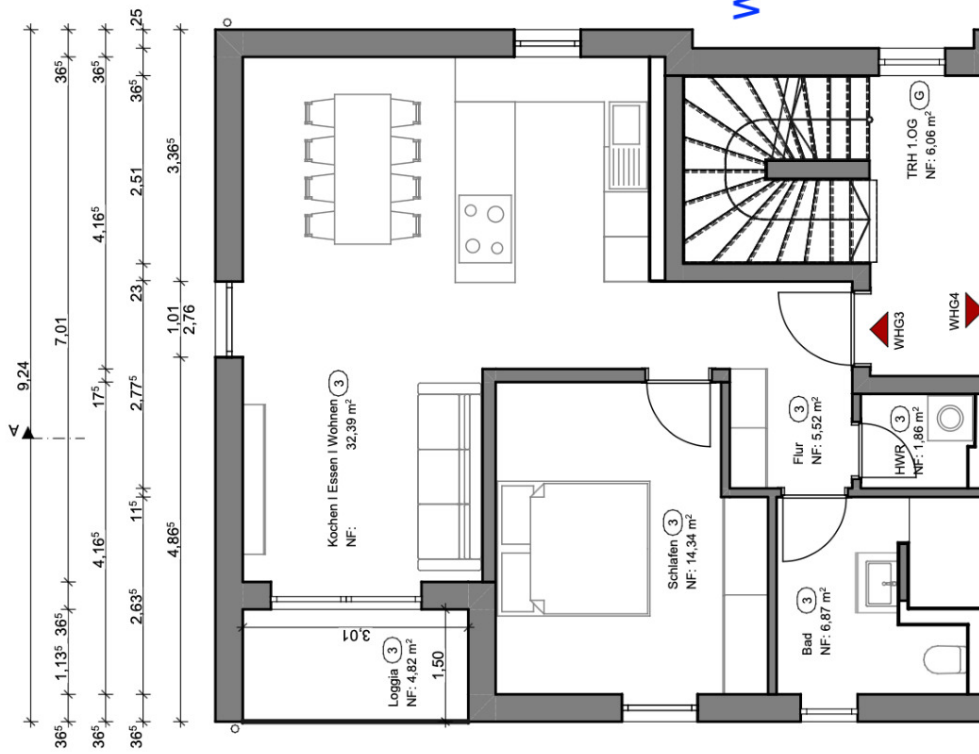 W
A
9,24
36⁵
7,01
36⁵
1,13⁵
36⁵
36⁵
4,16⁵
17⁵
4,16⁵
36⁵
25
36⁵
2,51
23
2,77⁵
11⁵
2,63⁵
36⁵
3,36⁵
1,01
2,76
4,86⁵
Kochen I Essen I Wohnen 3
NF: 32,39 m²
Loggia 3
NF: 4,82 m²
3,01
1,50
Schlafen 3
NF: 14,34 m²
Bad 3
NF: 6,87 m²
Flur 3
NF: 5,52 m²
HWR 3
NF: 1,86 m²
TRH 1.OG G
NF: 6,06 m²
WHG3
WHG4